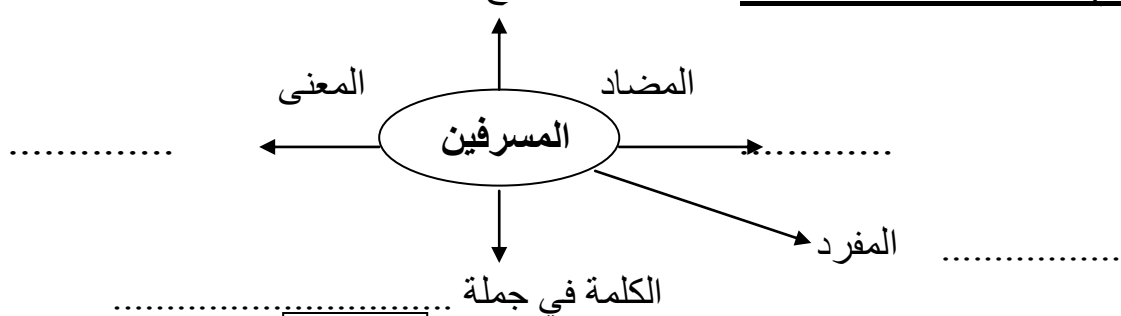 المضاد المعنى
المسرفين
............ ..............
المفرد ................
الكلمة في جملة ..............................